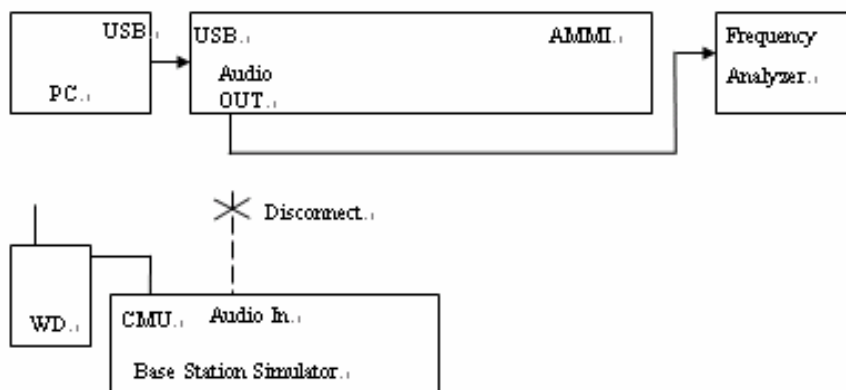 USB
PC
USB
AMMI
Audio
OUT
Frequency
Analyzer
Disconnect
WD
CMU
Audio In
Base Station Simulator